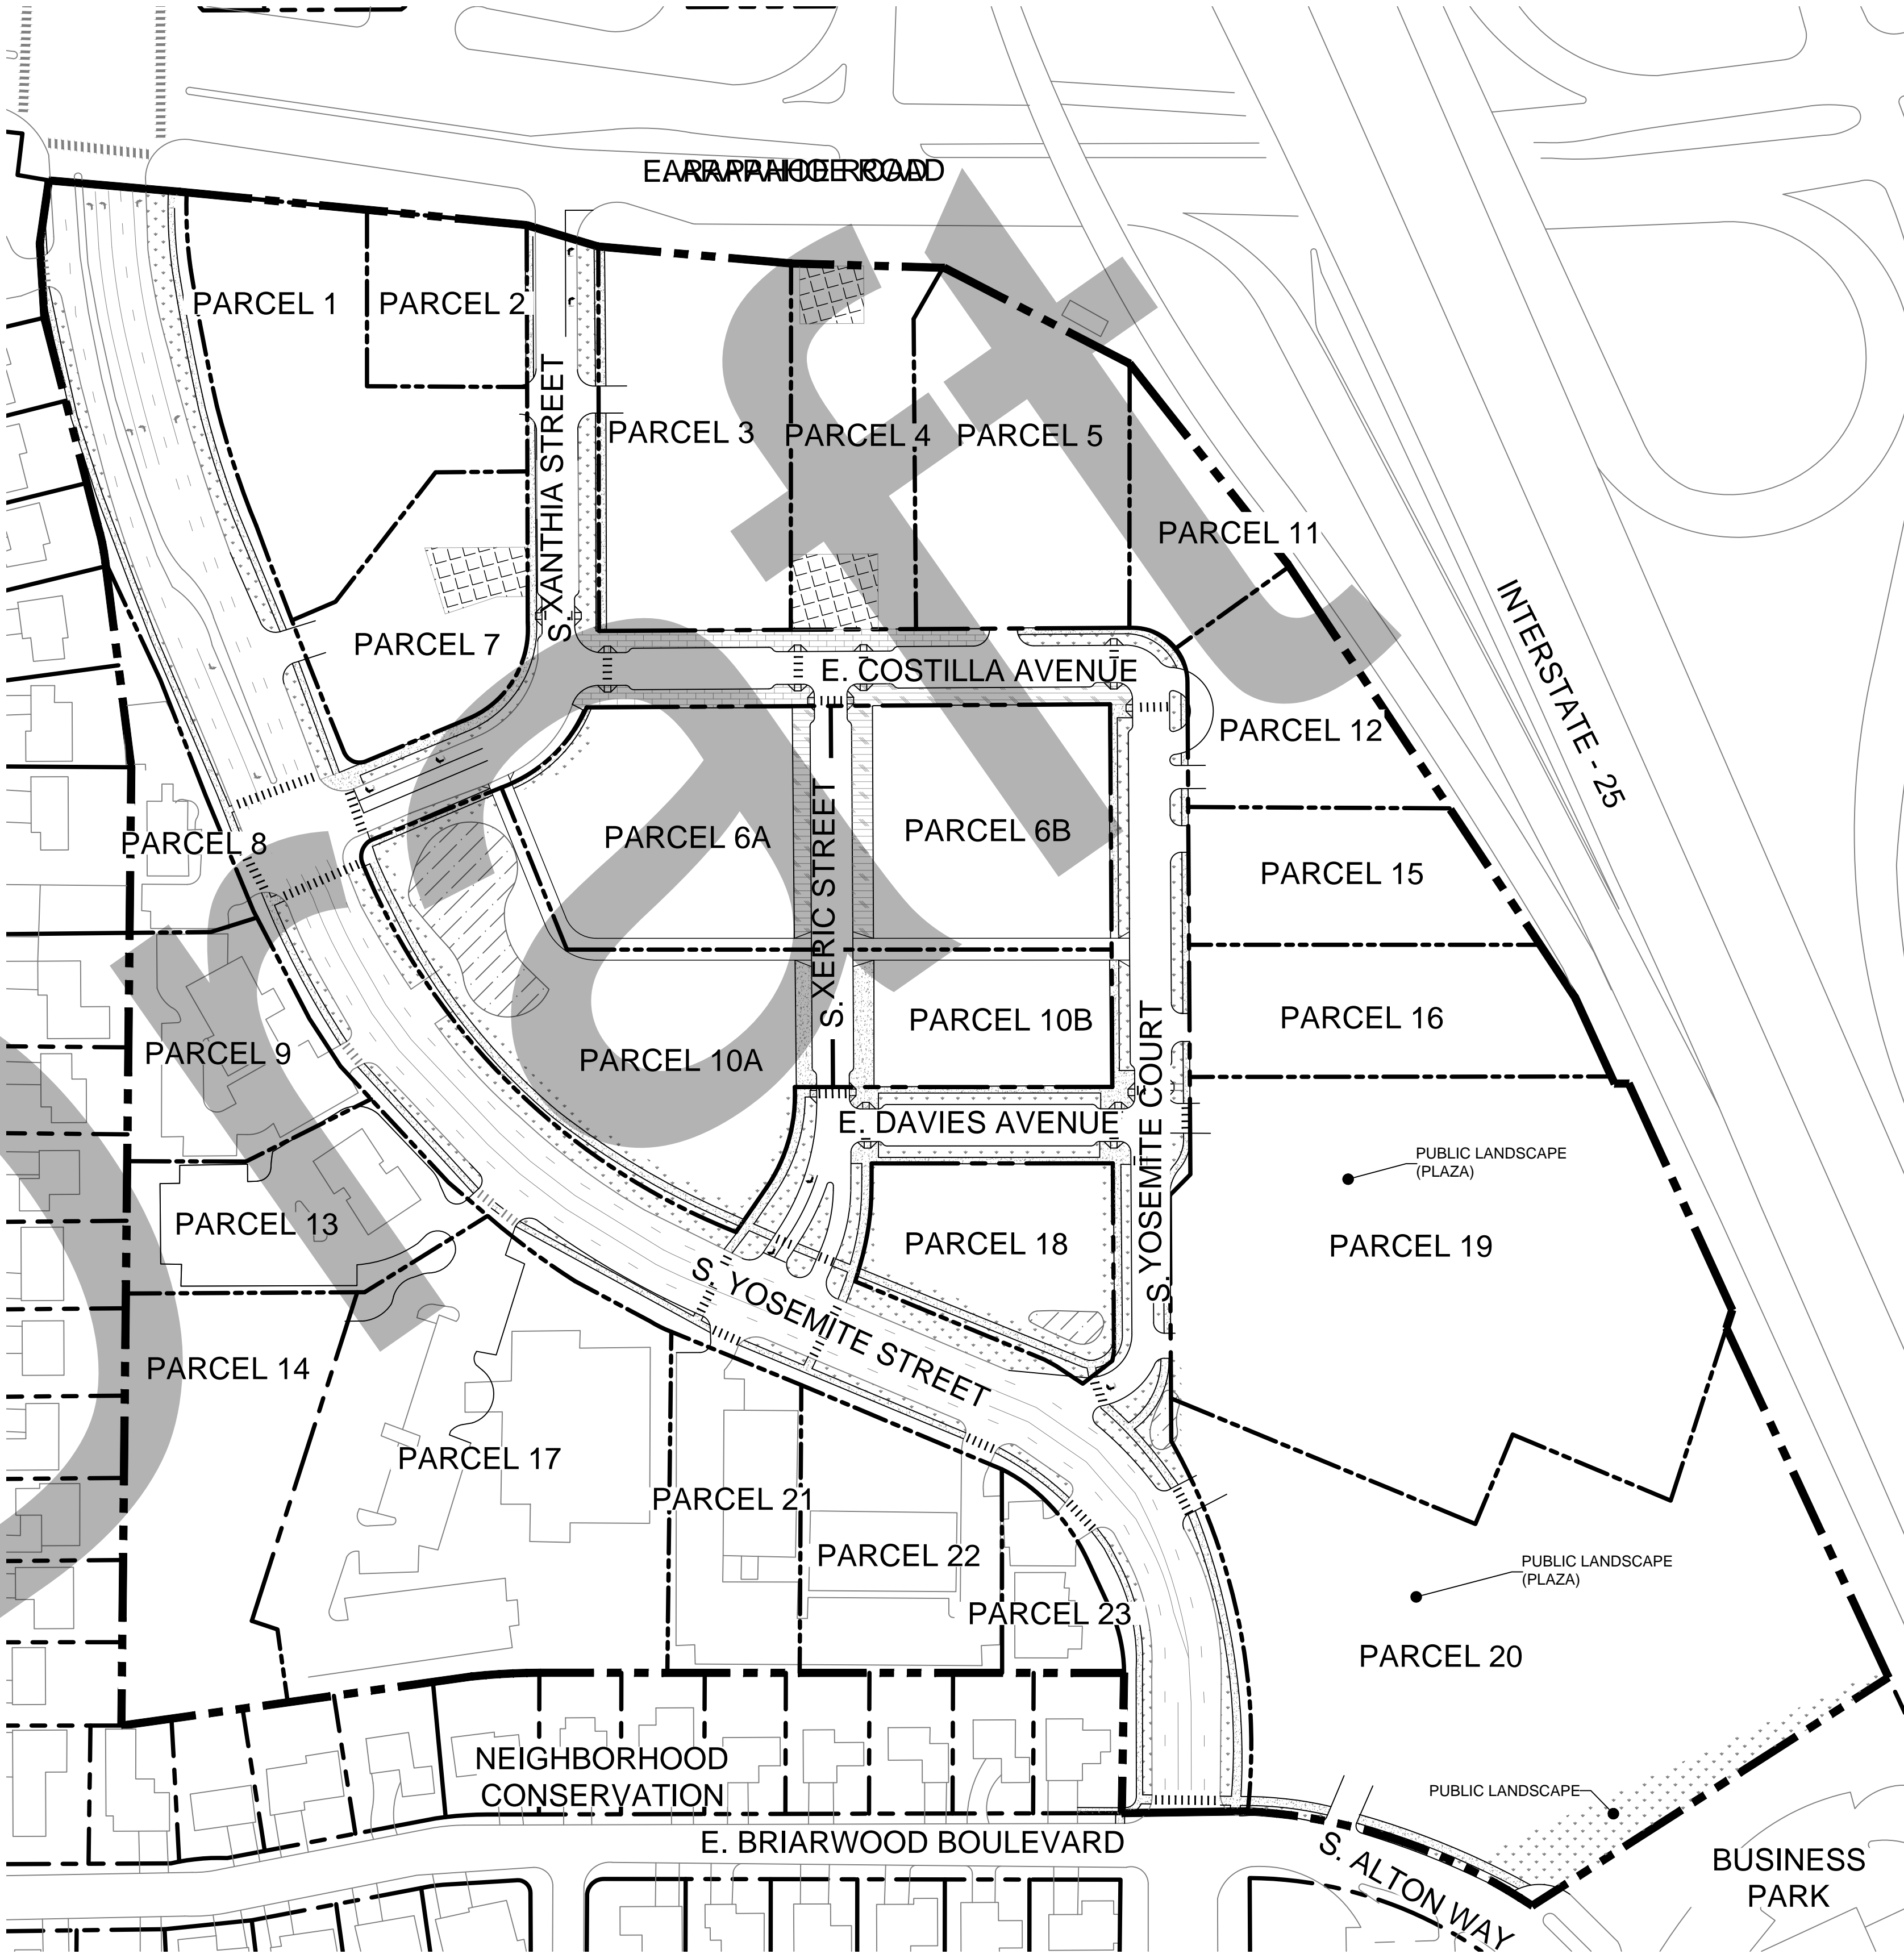 E. ARAPAHOE ROAD
PARCEL 1
PARCEL 2
S. XANTHIA STREET
PARCEL 3
PARCEL 4
PARCEL 5
PARCEL 11
INTERSTATE - 25
PARCEL 7
E. COSTILLA AVENUE
PARCEL 12
PARCEL 8
PARCEL 6A
S. XERIC STREET
PARCEL 6B
PARCEL 15
PARCEL 9
PARCEL 10A
PARCEL 10B
S. YOSEMITE COURT
PARCEL 16
E. DAVIES AVENUE
PUBLIC LANDSCAPE
(PLAZA)
PARCEL 13
PARCEL 18
PARCEL 19
S. YOSEMITE STREET
PARCEL 14
PARCEL 17
PARCEL 21
PARCEL 22
PARCEL 23
PUBLIC LANDSCAPE
(PLAZA)
PARCEL 20
NEIGHBORHOOD
CONSERVATION
PUBLIC LANDSCAPE
E. BRIARWOOD BOULEVARD
S. ALTON WAY
BUSINESS
PARK
Draft